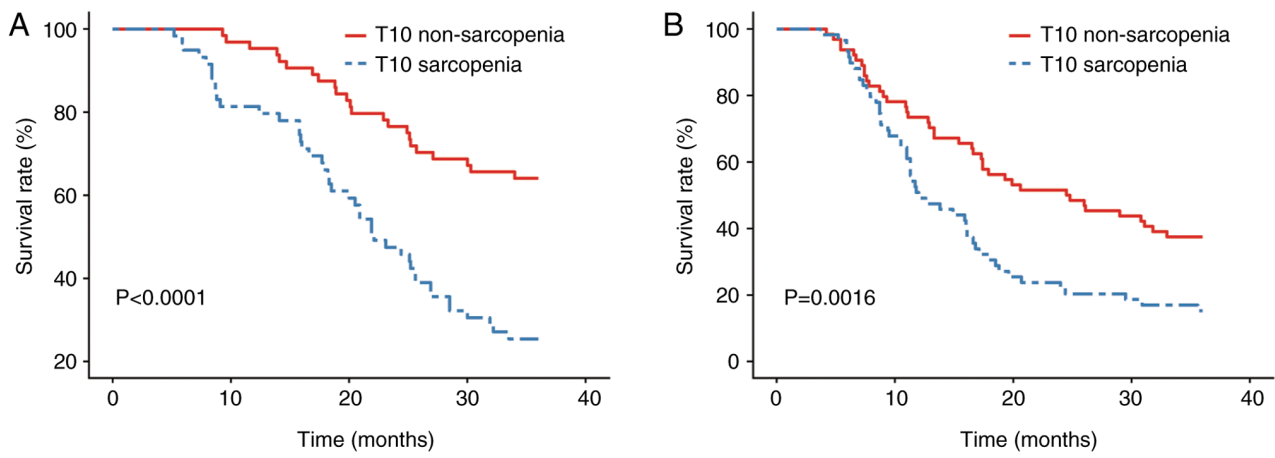 A
Survival rate (%)
100
80
60
40
20
T10 non-sarcopenia
T10 sarcopenia
P<0.0001
0 10 20 30 40
Time (months)
B
Survival rate (%)
100
80
60
40
20
0
T10 non-sarcopenia
T10 sarcopenia
P=0.0016
0 10 20 30 40
Time (months)